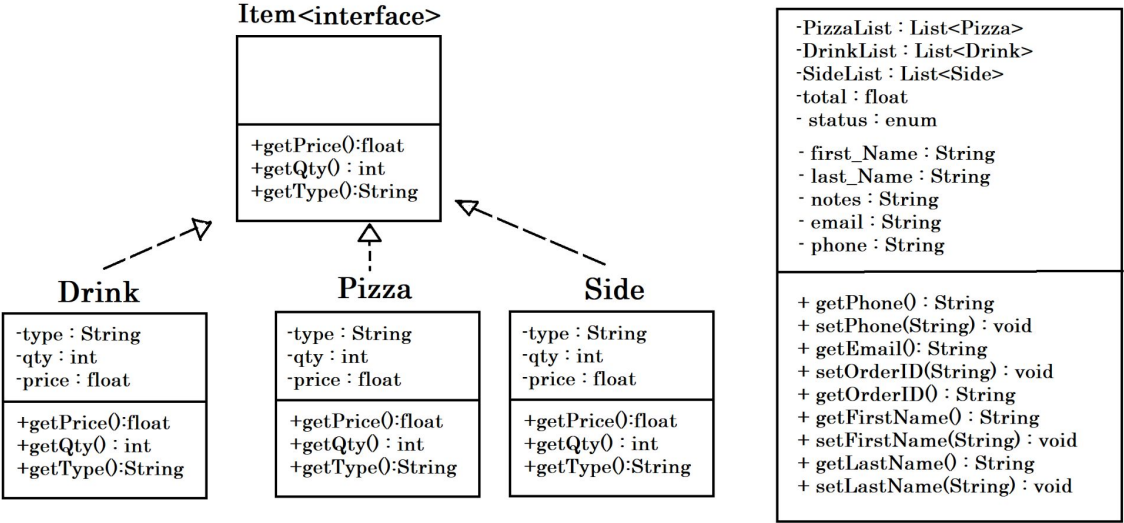 Item<interface>
+getPrice():float
+getQty() : int
+getType():String
Drink
-type : String
-qty : int
-price : float
+getPrice():float
+getQty() : int
+getType():String
Pizza
-type : String
-qty : int
-price : float
+getPrice():float
+getQty() : int
+getType():String
Side
-type : String
-qty : int
-price : float
+getPrice():float
+getQty() : int
+getType():String
-PizzaList : List<Pizza>
-DrinkList : List<Drink>
-SideList : List<Side>
-total : float
- status : enum
- first_Name : String
- last_Name : String
- notes : String
- email : String
- phone : String
+ getPhone() : String
+ setPhone(String) : void
+ getEmail(): String
+ setOrderID(String) : void
+ getOrderID() : String
+ getFirstName() : String
+ setFirstName(String) : void
+ getLastName() : String
+ setLastName(String) : void